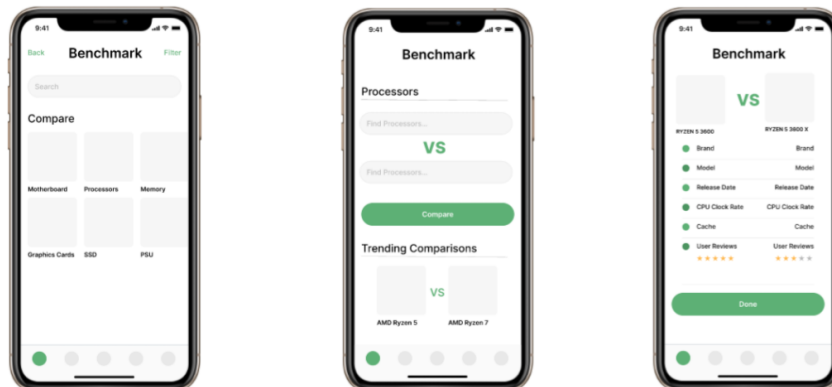 9:41
Back Benchmark Filter
Search
Compare
Motherboard Processors Memory
Graphics Cards SSD PSU
9:41
Benchmark
Processors
Find Processors...
VS
Find Processors...
Compare
Trending Comparisons
VS
AMD Ryzen 5 AMD Ryzen 7
9:41
Benchmark
VS
RYZEN 5 3600 RYZEN 5 3600 X
Brand Brand
Model Model
Release Date Release Date
CPU Clock Rate CPU Clock Rate
Cache Cache
User Reviews User Reviews
Done